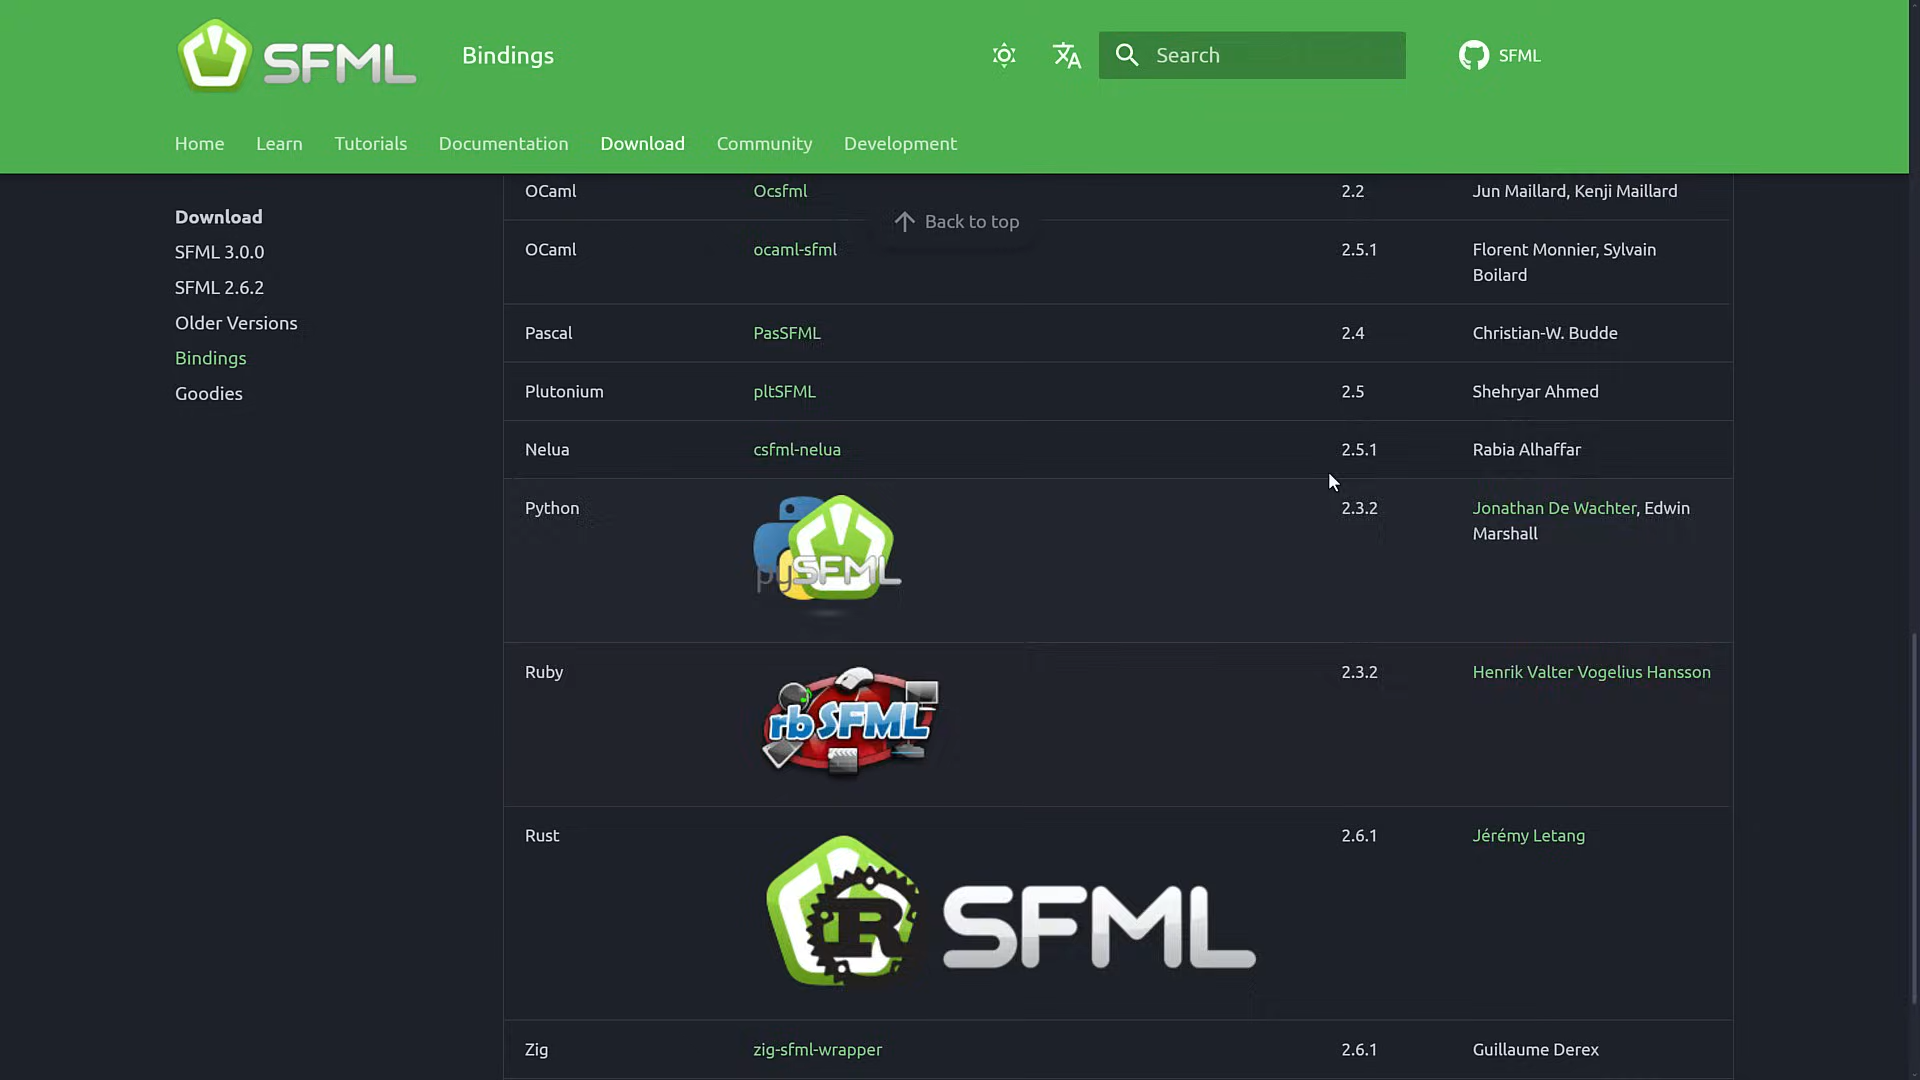 SFML
Bindings
Search
SFML
Home Learn Tutorials Documentation Download Community Development
Download
SFML 3.0.0
SFML 2.6.2
Older Versions
Bindings
Goodies
Back to top
OCaml Ocsfml 2.2 Jun Maillard, Kenji Maillard
OCaml ocaml-sfml 2.5.1 Florent Monnier, Sylvain
Boilard
Pascal PasSFML 2.4 Christian-W. Budde
Plutonium pltSFML 2.5 Shehryar Ahmed
Nelua csfml-nelua 2.5.1 Rabia Alhaffar
Python 2.3.2 Jonathan De Wachter, Edwin
Marshall
pySFML
Ruby 2.3.2 Henrik Valter Vogelius Hansson
rbSFML
Rust 2.6.1 Jérémy Letang
R SFML
Zig zig-sfml-wrapper 2.6.1 Guillaume Derex